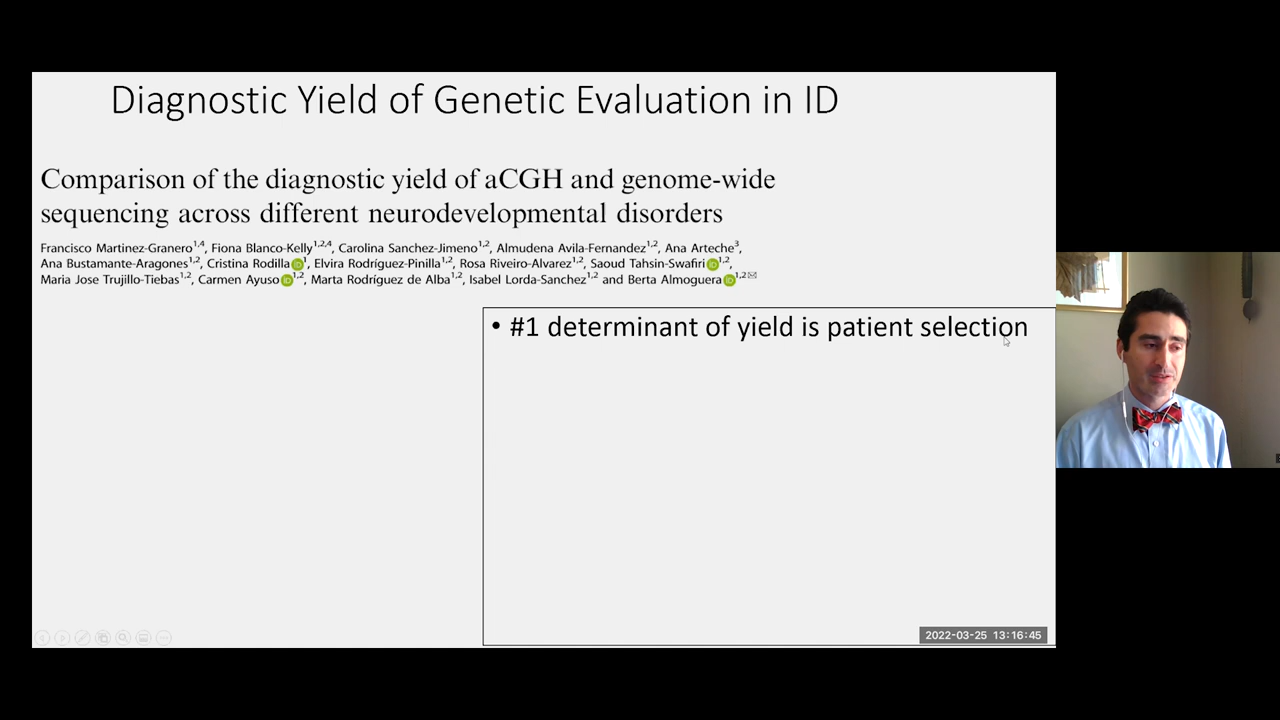 Diagnostic Yield of Genetic Evaluation in ID
Comparison of the diagnostic yield of aCGH and genome-wide
sequencing across different neurodevelopmental disorders
Francisco Martinez-Granero1,4, Fiona Blanco-Kelly1,2,4, Carolina Sanchez-Jimeno1,2, Almudena Avila-Fernandez1,2, Ana Arteche3,
Ana Bustamante-Aragones1,2, Cristina Rodilla1, Elvira Rodríguez-Pinilla1,2, Rosa Riveiro-Alvarez1,2, Saoud Tahsin-Swafiri1,2,
Maria Jose Trujillo-Tiebas1,2, Carmen Ayuso1,2, Marta Rodríguez de Alba1,2, Isabel Lorda-Sanchez1,2 and Berta Almoguera1,2✉
• #1 determinant of yield is patient selection
2022-03-25 13:16:45